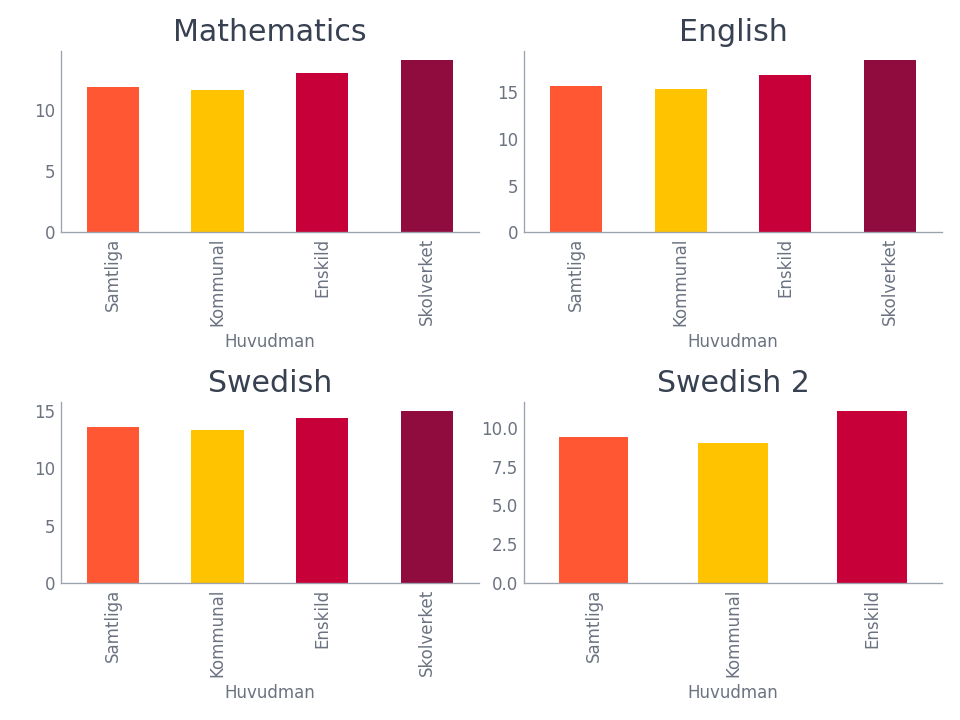 Mathematics
10
5
0
Samtliga
Kommunal
Enskild
Skolverket
Huvudman
English
15
10
5
0
Samtliga
Kommunal
Enskild
Skolverket
Huvudman
Swedish
15
10
5
0
Samtliga
Kommunal
Enskild
Skolverket
Huvudman
Swedish 2
10.0
7.5
5.0
2.5
0.0
Samtliga
Kommunal
Enskild
Huvudman